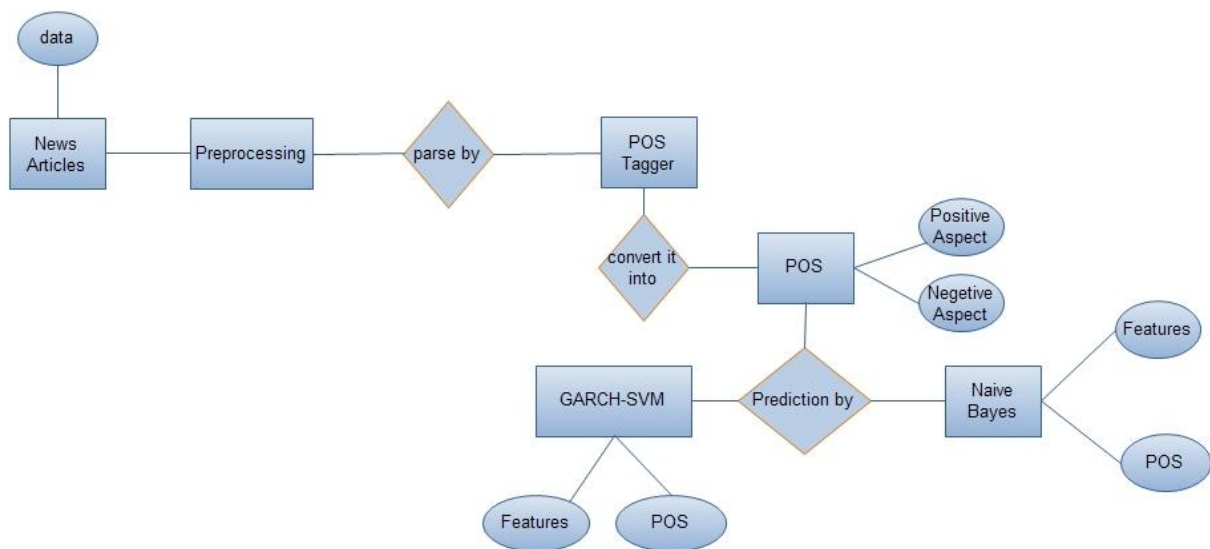 data
News
Articles
Preprocessing
parse by
POS
Tagger
convert it
into
POS
Positive
Aspect
Negetive
Aspect
Features
GARCH-SVM
Prediction by
Naive
Bayes
POS
Features
POS